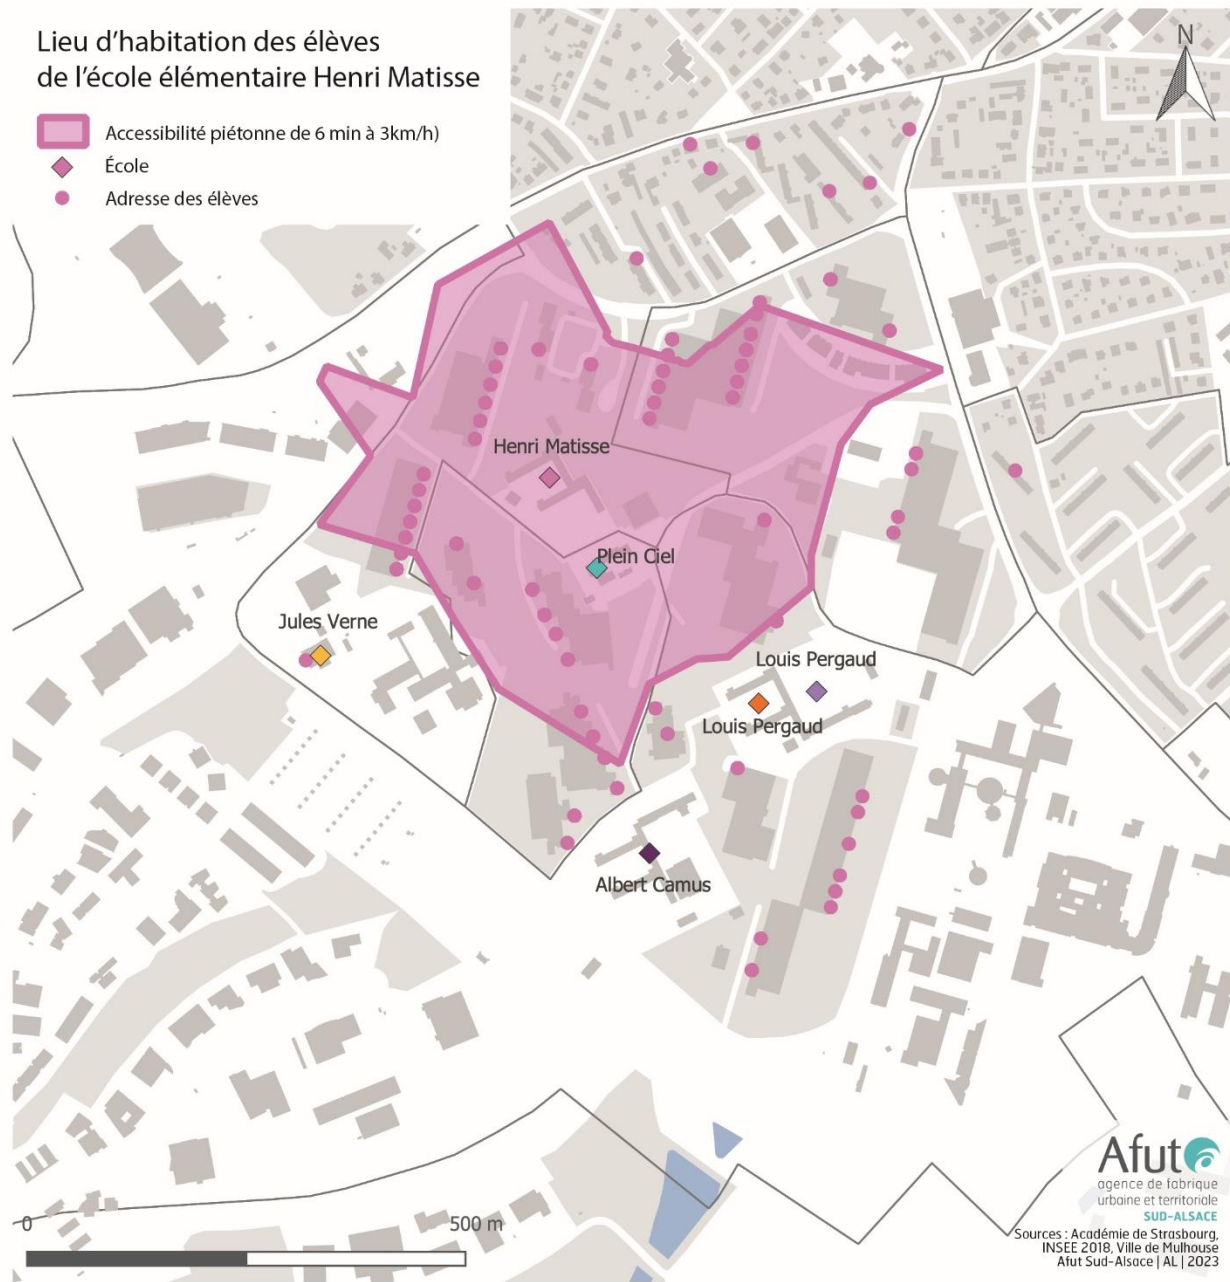 Lieu d'habitation des élèves
de l'école élémentaire Henri Matisse
Accessibilité piétonne de 6 min à 3km/h)
École
Adresse des élèves
N
Henri Matisse
Plein Ciel
Jules Verne
Louis Pergaud
Louis Pergaud
Albert Camus
0
500 m
Afut
agence de fabrique
urbaine et territoriale
SUD-ALSACE
Sources : Académie de Strasbourg,
INSEE 2018, Ville de Mulhouse
Afut Sud-Alsace | AL | 2023